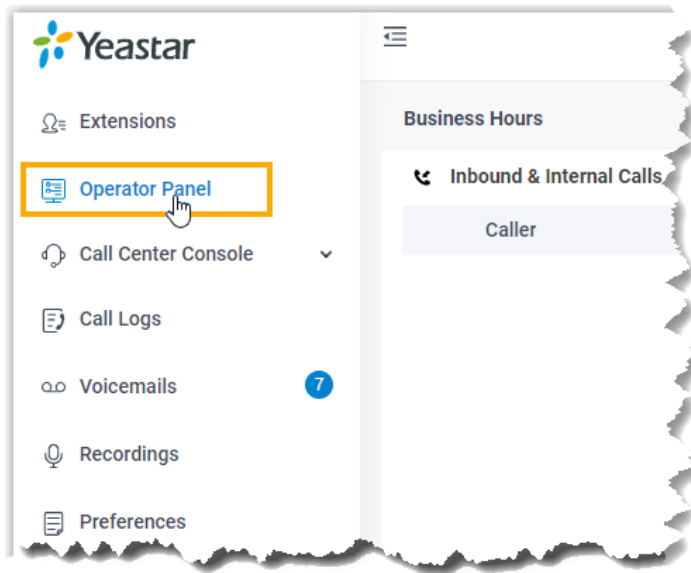 Yeastar
Extensions
Operator Panel
Call Center Console
Call Logs
Voicemails 7
Recordings
Preferences
Business Hours
Inbound & Internal Calls
Caller